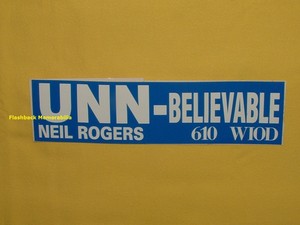 UNN-BELIEVABLE
NEIL ROGERS 610 WIOD
Flashback Memorabilia